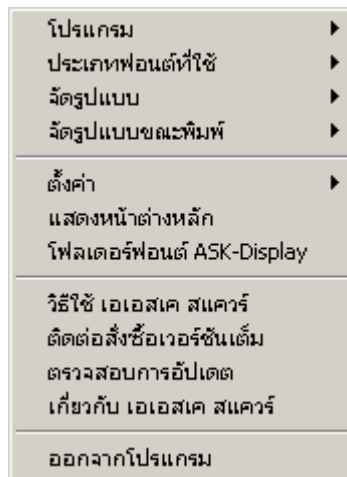 โปรแกรม
ประเภทฟอนต์ที่ใช้
จัดรูปแบบ
จัดรูปแบบขณะพิมพ์
ตั้งค่า
แสดงหน้าต่างหลัก
โฟลเดอร์ฟอนต์ ASK-Display
วิธีใช้ เอเอสเค สแควร์
ติดต่อสั่งซื้อเวอร์ชันเต็ม
ตรวจสอบการอัปเดต
เกี่ยวกับ เอเอสเค สแควร์
ออกจากโปรแกรม